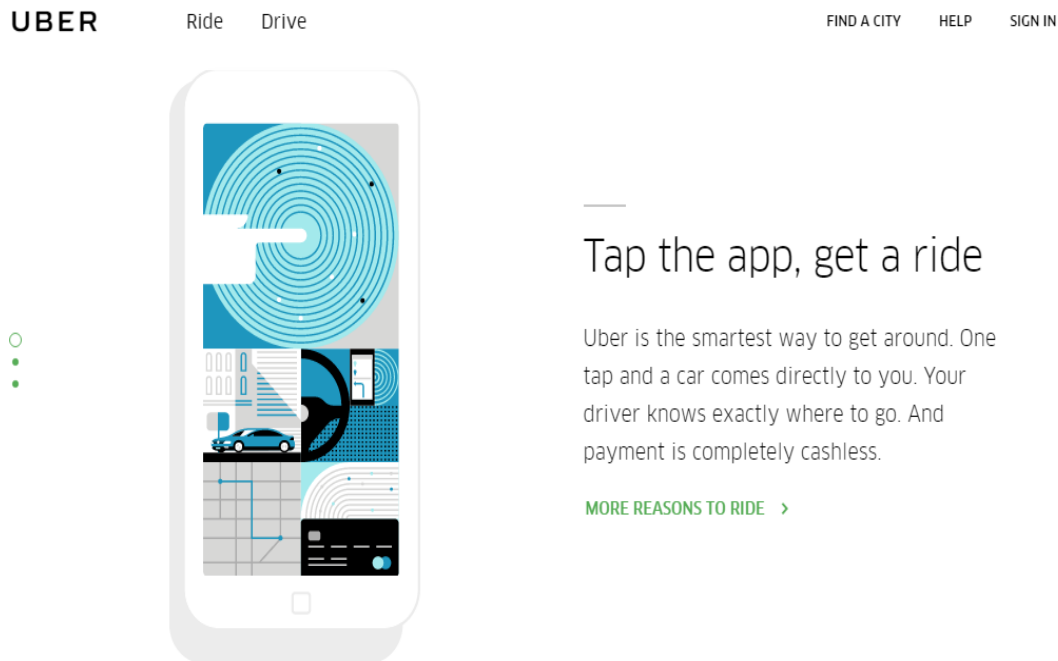 UBER
Ride
Drive
FIND A CITY
HELP
SIGN IN
Tap the app, get a ride
Uber is the smartest way to get around. One
tap and a car comes directly to you. Your
driver knows exactly where to go. And
payment is completely cashless.
MORE REASONS TO RIDE